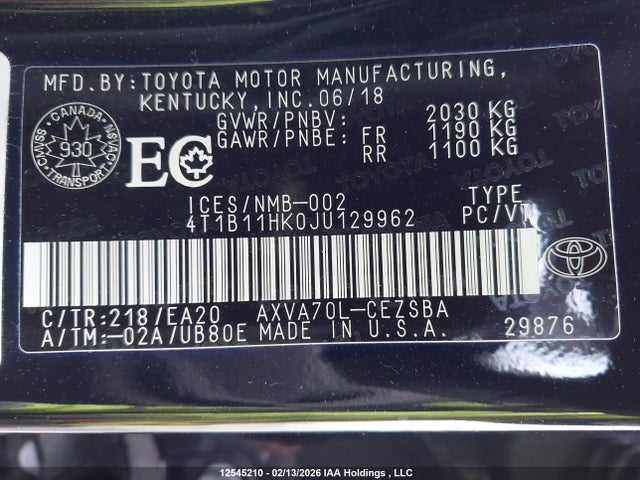 MFD.BY:TOYOTA MOTOR MANUFACTURING,
KENTUCKY,INC.06/18
GVWR/PNBV: 2030 KG
GAWR/PNBE: FR 1190 KG
RR 1100 KG
CANADA
930
TRANSPORT
EC
ICES/NMB-002 TYPE
4T1B11HK0JU129962 PC/VT
C/TR:218/EA20 AXVA70L-CEZSBA
A/TM:-02A/UB80E MADE IN U.S.A. 29876
12545210 - 02/13/2026 IAA Holdings , LLC